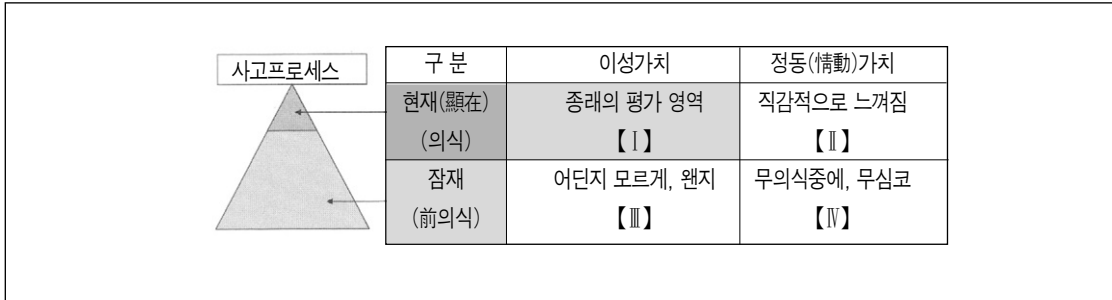 사고프로세스
구 분 이성가치 정동(情動)가치
현재(顯在) 종래의 평가 영역 직감적으로 느껴짐
(의식) 【Ⅰ】 【Ⅱ】
잠재 어딘지 모르게, 왠지 무의식중에, 무심코
(前의식) 【Ⅲ】 【Ⅳ】